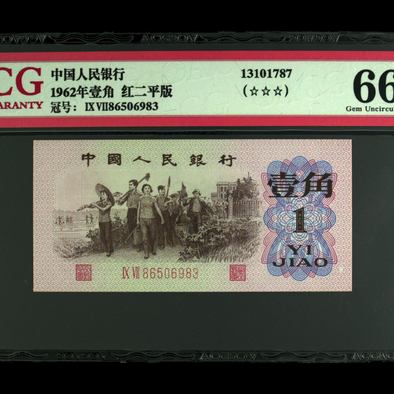 CG
ARANTY
中国人民银行
1962年壹角 红二平版
冠号: IX VII86506983
13101787
(☆☆☆)
66
Gem Uncircul
中國人民銀行
壹角
1
YI
JIAO
IX VII 86506983